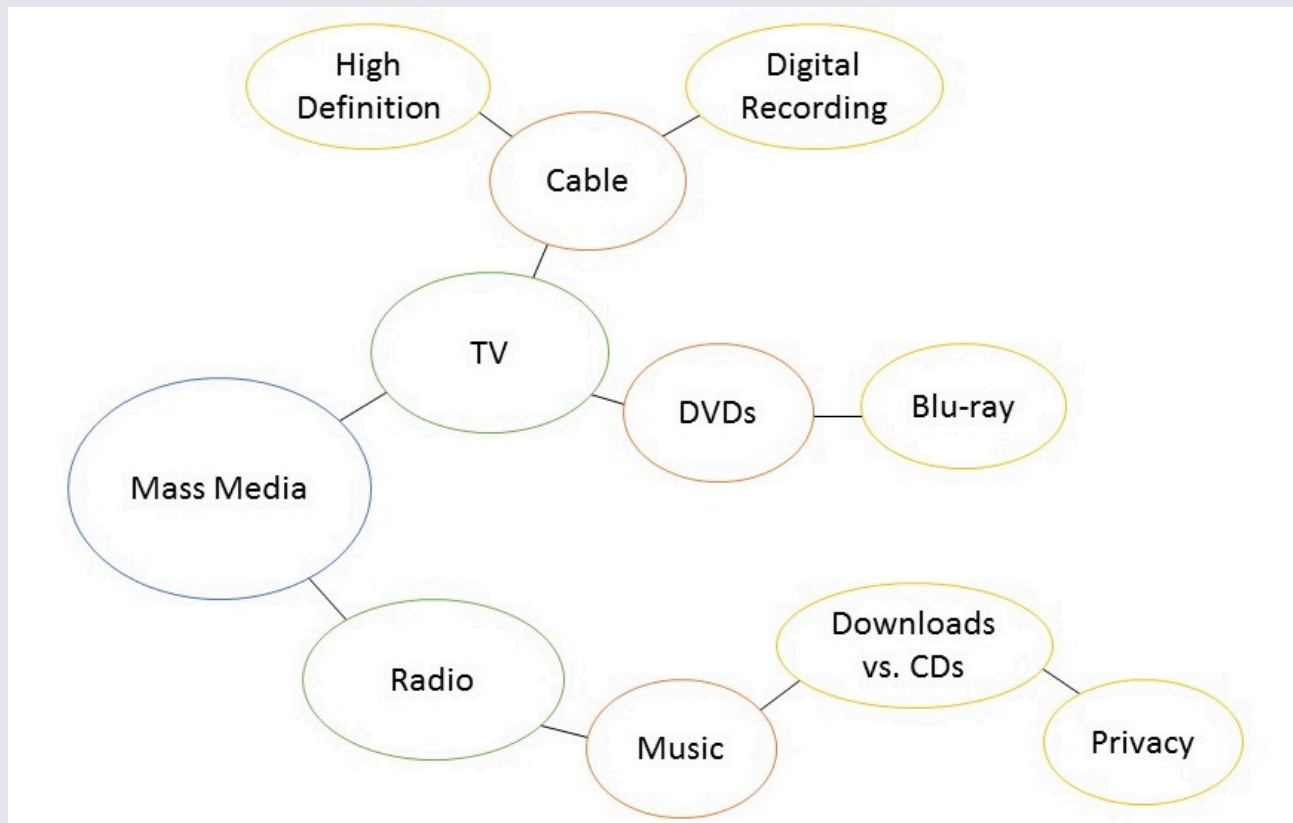 High
Definition
Digital
Recording
Cable
TV
DVDs
Blu-ray
Mass Media
Downloads
vs. CDs
Radio
Music
Privacy